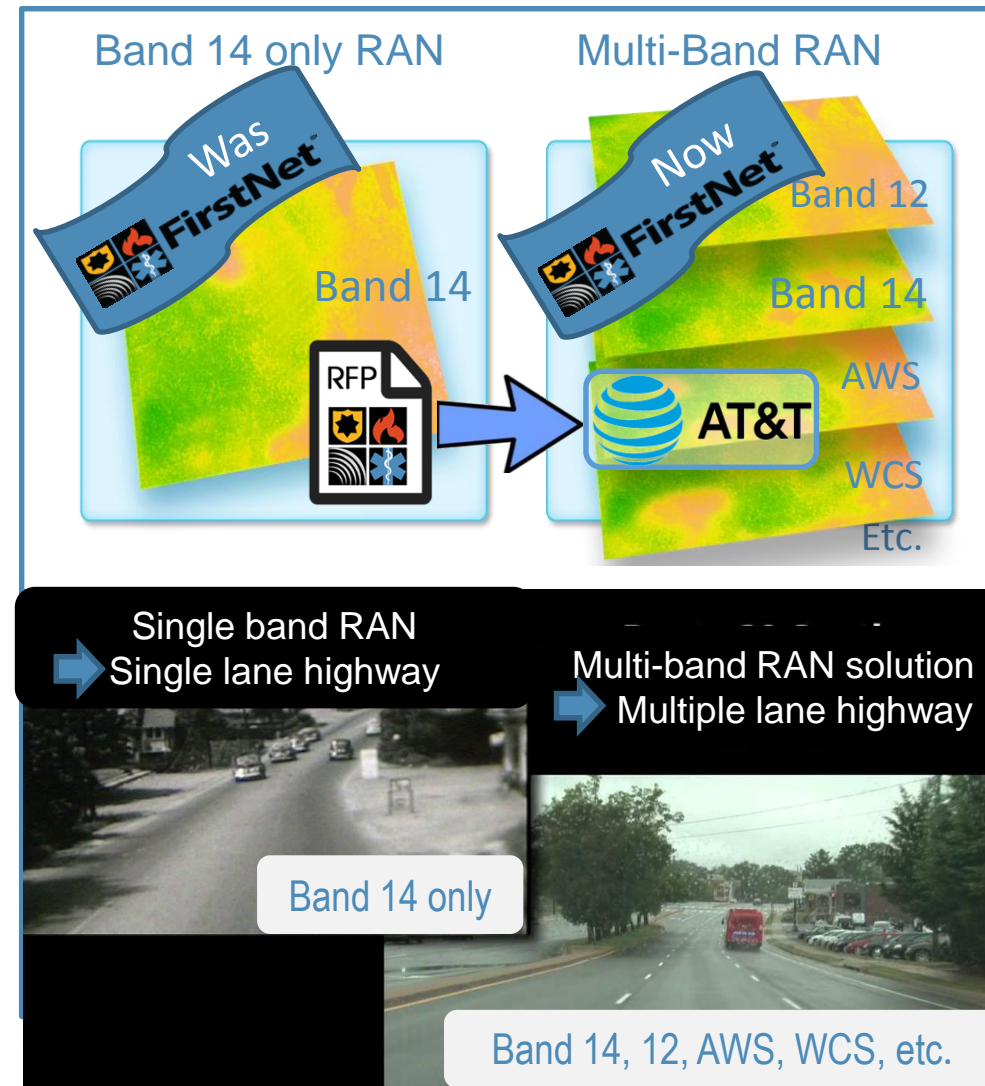 Band 14 only RAN
Multi-Band RAN
Was
FirstNet
Band 14
RFP
Now
FirstNet
Band 12
Band 14
AWS
AT&T
WCS
Etc.
Single band RAN
Single lane highway
Multi-band RAN solution
Multiple lane highway
Band 14 only
Band 14, 12, AWS, WCS, etc.